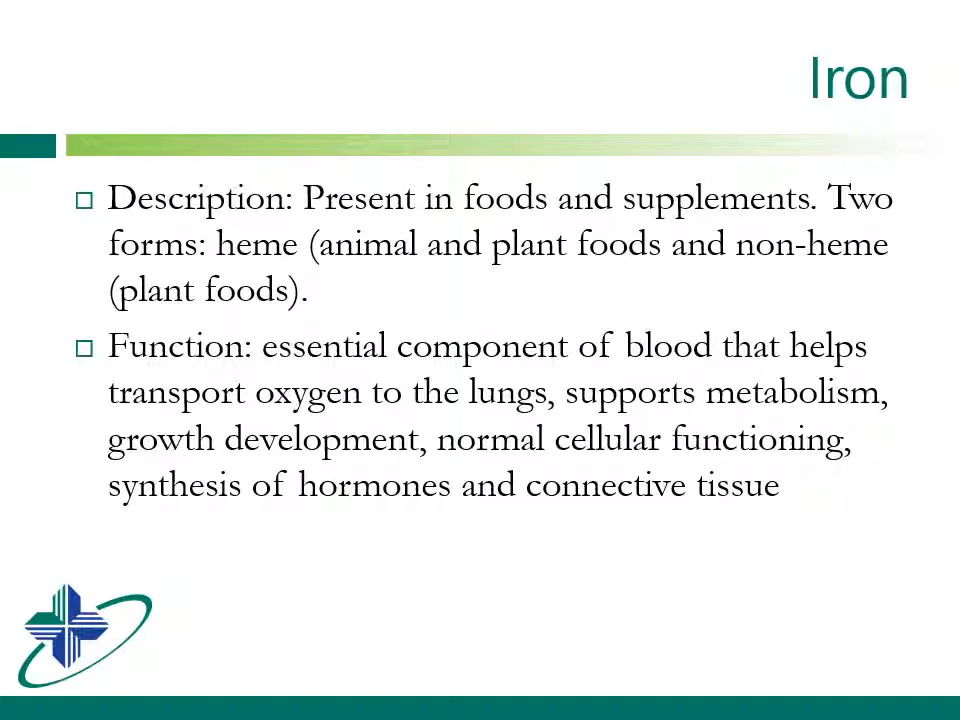 Iron
Description: Present in foods and supplements. Two
forms: heme (animal and plant foods and non-heme
(plant foods).
Function: essential component of blood that helps
transport oxygen to the lungs, supports metabolism,
growth development, normal cellular functioning,
synthesis of hormones and connective tissue